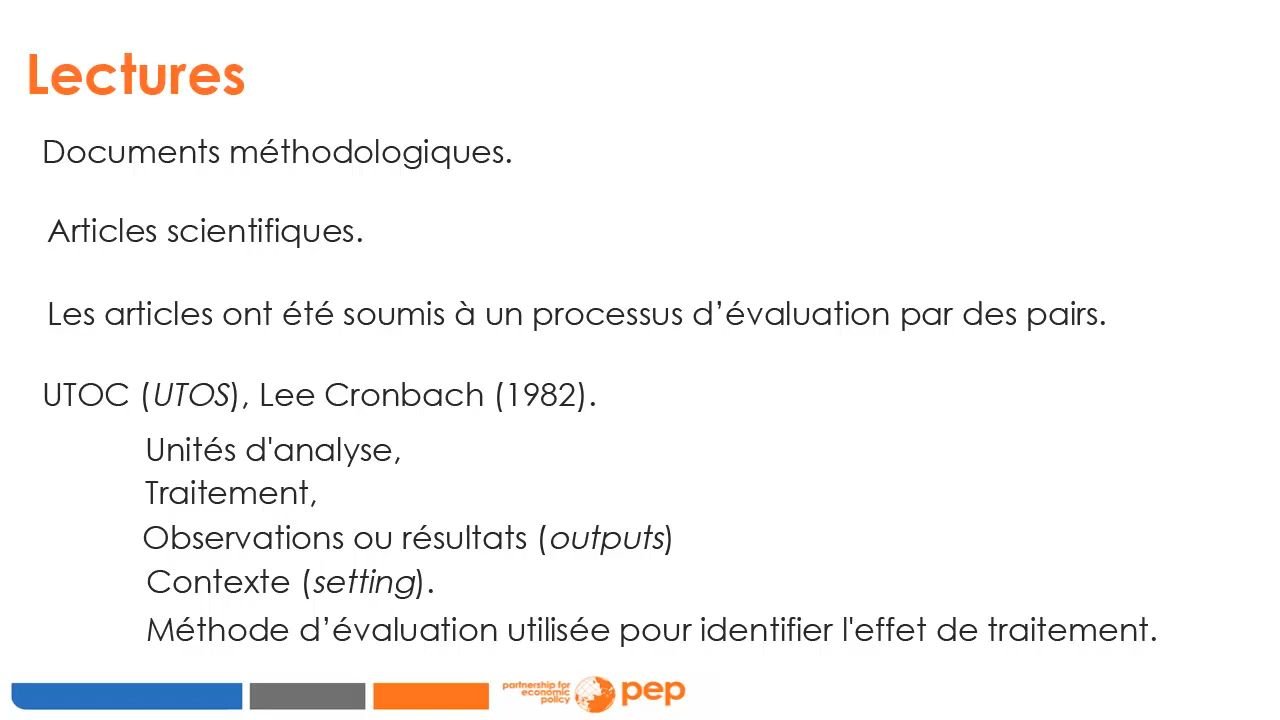 Lectures
Documents méthodologiques.
Articles scientifiques.
Les articles ont été soumis à un processus d’évaluation par des pairs.
UTOC (UTOS), Lee Cronbach (1982).
Unités d'analyse,
Traitement,
Observations ou résultats (outputs)
Contexte (setting).
Méthode d’évaluation utilisée pour identifier l'effet de traitement.
partnership for
economic
policy
pep